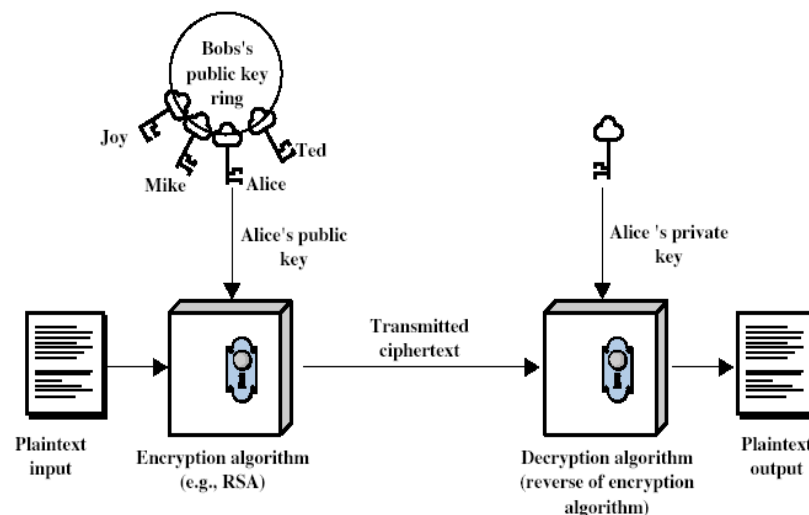 Bobs's
public key
ring
Joy
Ted
Mike
Alice
Alice's public
key
Alice 's private
key
Transmitted
ciphertext
Plaintext
input
Encryption algorithm
(e.g., RSA)
Decryption algorithm
(reverse of encryption
algorithm)
Plaintext
output